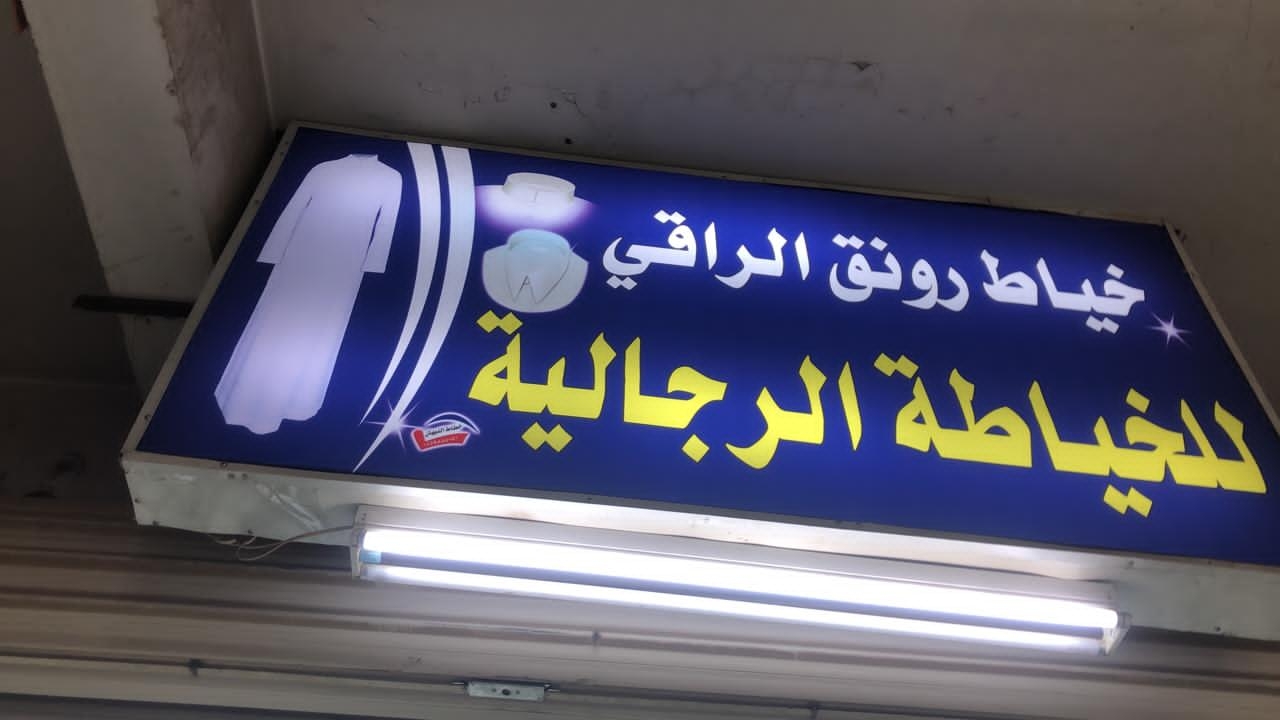 خياط رونق الراقي
للخياطة الرجالية